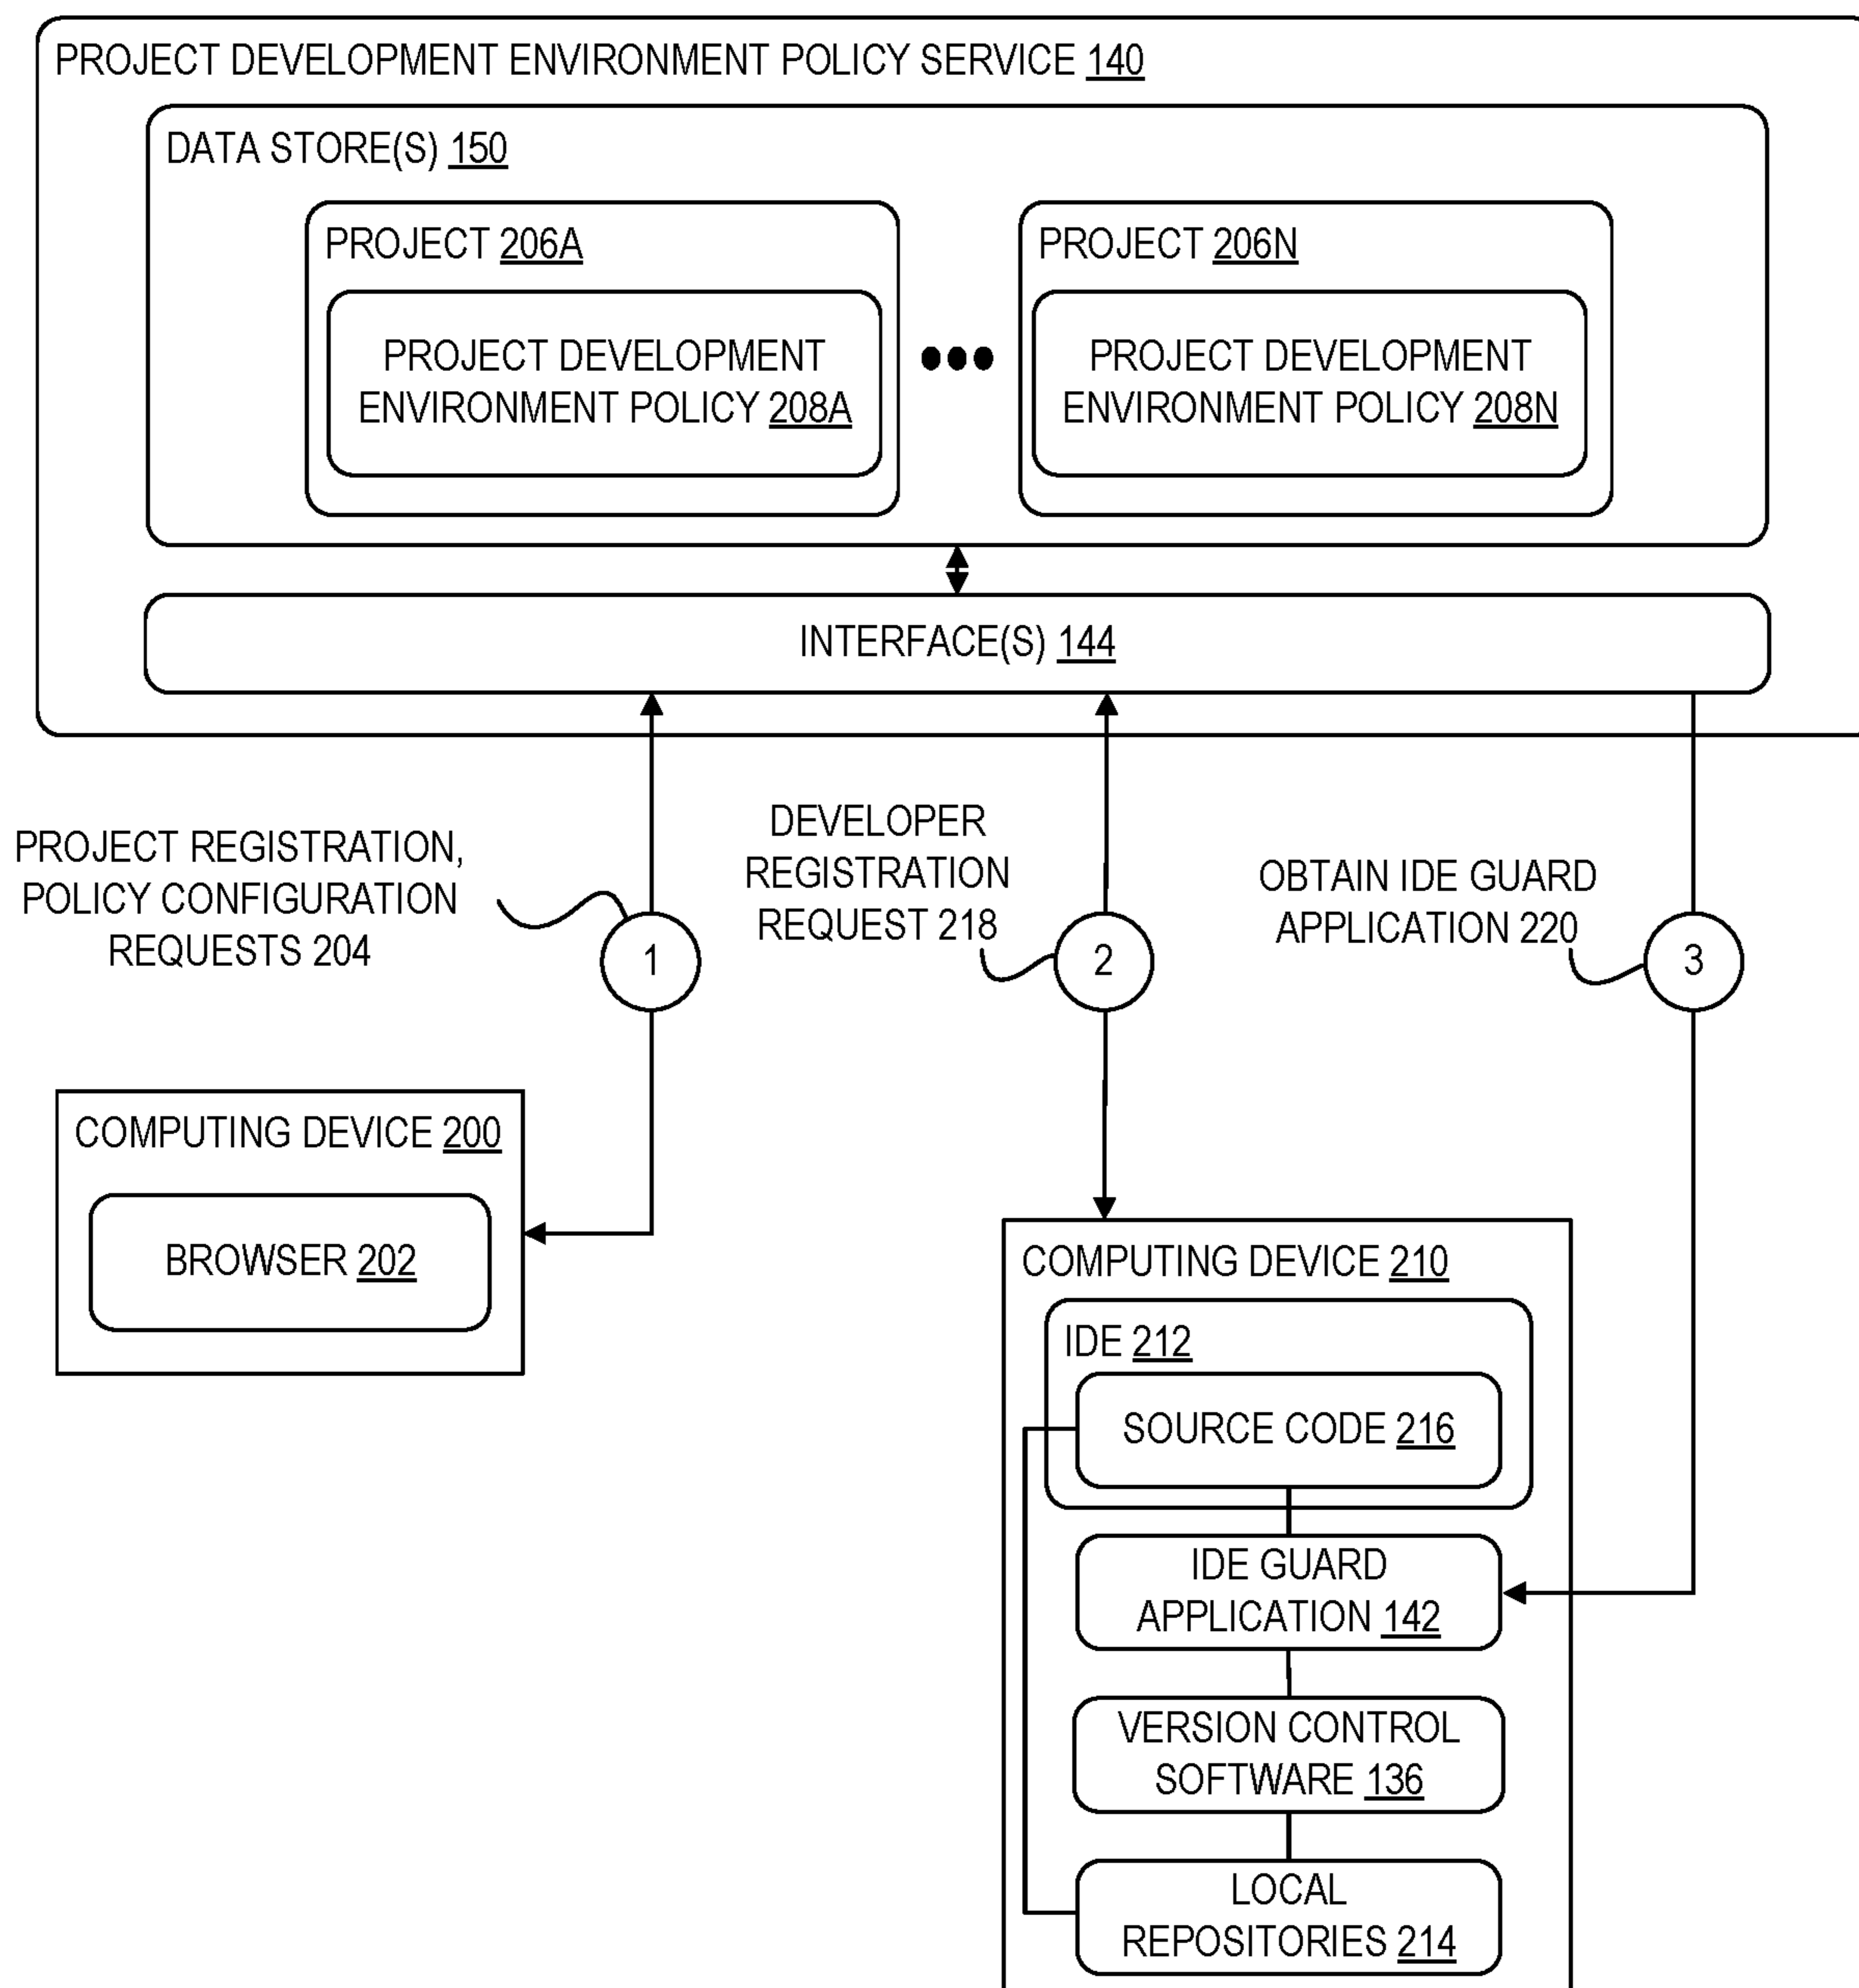 PROJECT DEVELOPMENT ENVIRONMENT POLICY SERVICE 140
DATA STORE(S) 150
PROJECT 206A
PROJECT DEVELOPMENT
ENVIRONMENT POLICY 208A
PROJECT 206N
PROJECT DEVELOPMENT
ENVIRONMENT POLICY 208N
INTERFACE(S) 144
PROJECT REGISTRATION,
POLICY CONFIGURATION
REQUESTS 204
1
DEVELOPER
REGISTRATION
REQUEST 218
2
OBTAIN IDE GUARD
APPLICATION 220
3
COMPUTING DEVICE 200
BROWSER 202
COMPUTING DEVICE 210
IDE 212
SOURCE CODE 216
IDE GUARD
APPLICATION 142
VERSION CONTROL
SOFTWARE 136
LOCAL
REPOSITORIES 214